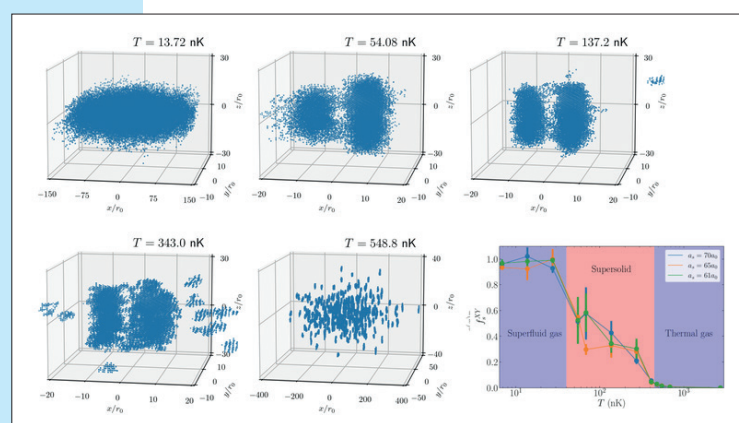 T = 13.72 nK
30
0
−30
z/r₀
10
0
−10
y/r₀
−150
−75
0
75
150
x/r₀
T = 54.08 nK
30
0
−30
z/r₀
10
0
−10
y/r₀
−20
−10
0
10
20
x/r₀
T = 137.2 nK
30
0
−30
z/r₀
10
0
−10
y/r₀
−20
−10
0
10
20
x/r₀
T = 343.0 nK
30
0
−30
z/r₀
10
0
−10
y/r₀
−20
−10
0
10
20
x/r₀
T = 548.8 nK
40
0
−40
z/r₀
50
0
y/r₀
−400
−200
0
200
400
x/r₀
1.0
0.8
0.6
0.4
0.2
0.0
Superfluid gas
Supersolid
Thermal gas
aₛ = 70a₀
aₛ = 65a₀
aₛ = 61a₀
10¹
10²
10³
T (nK)